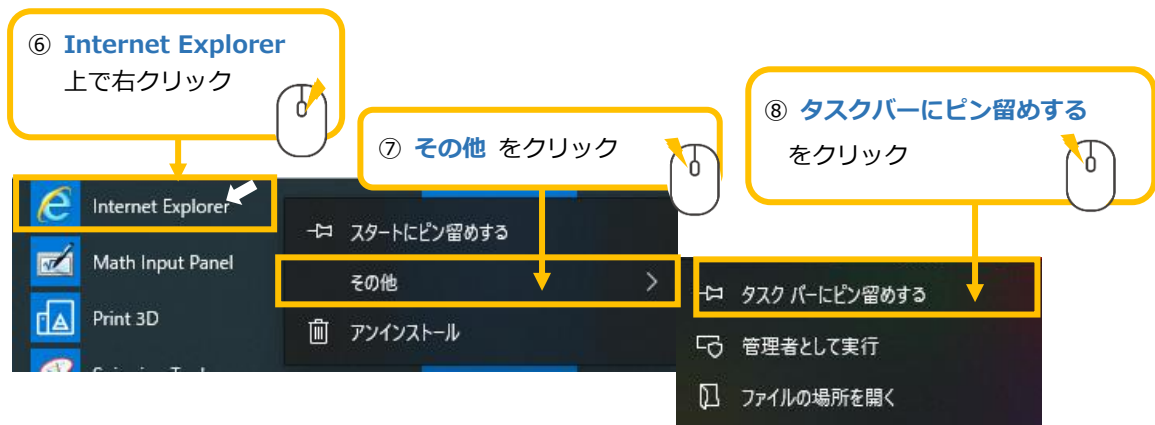 ⑥ Internet Explorer
上で右クリック
⑦ その他 をクリック
⑧ タスクバーにピン留めする
をクリック
Internet Explorer
Math Input Panel
Print 3D
スタートにピン留めする
その他
アンインストール
タスク バーにピン留めする
管理者として実行
ファイルの場所を開く